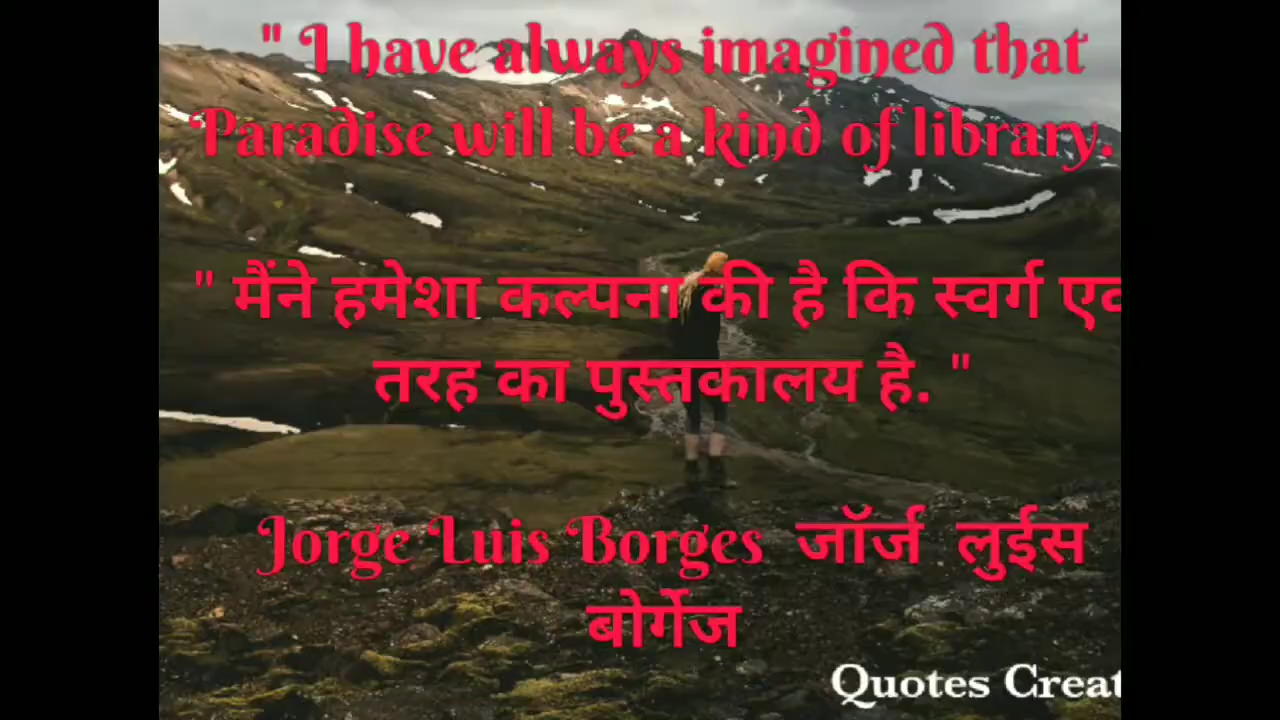 " I have always imagined that
Paradise will be a kind of library.
" मैंने हमेशा कल्पना की है कि स्वर्ग
तरह का पुस्तकालय है. "
Jorge Luis Borges जॉर्ज लुईस
बोर्गेज
Quotes Creat